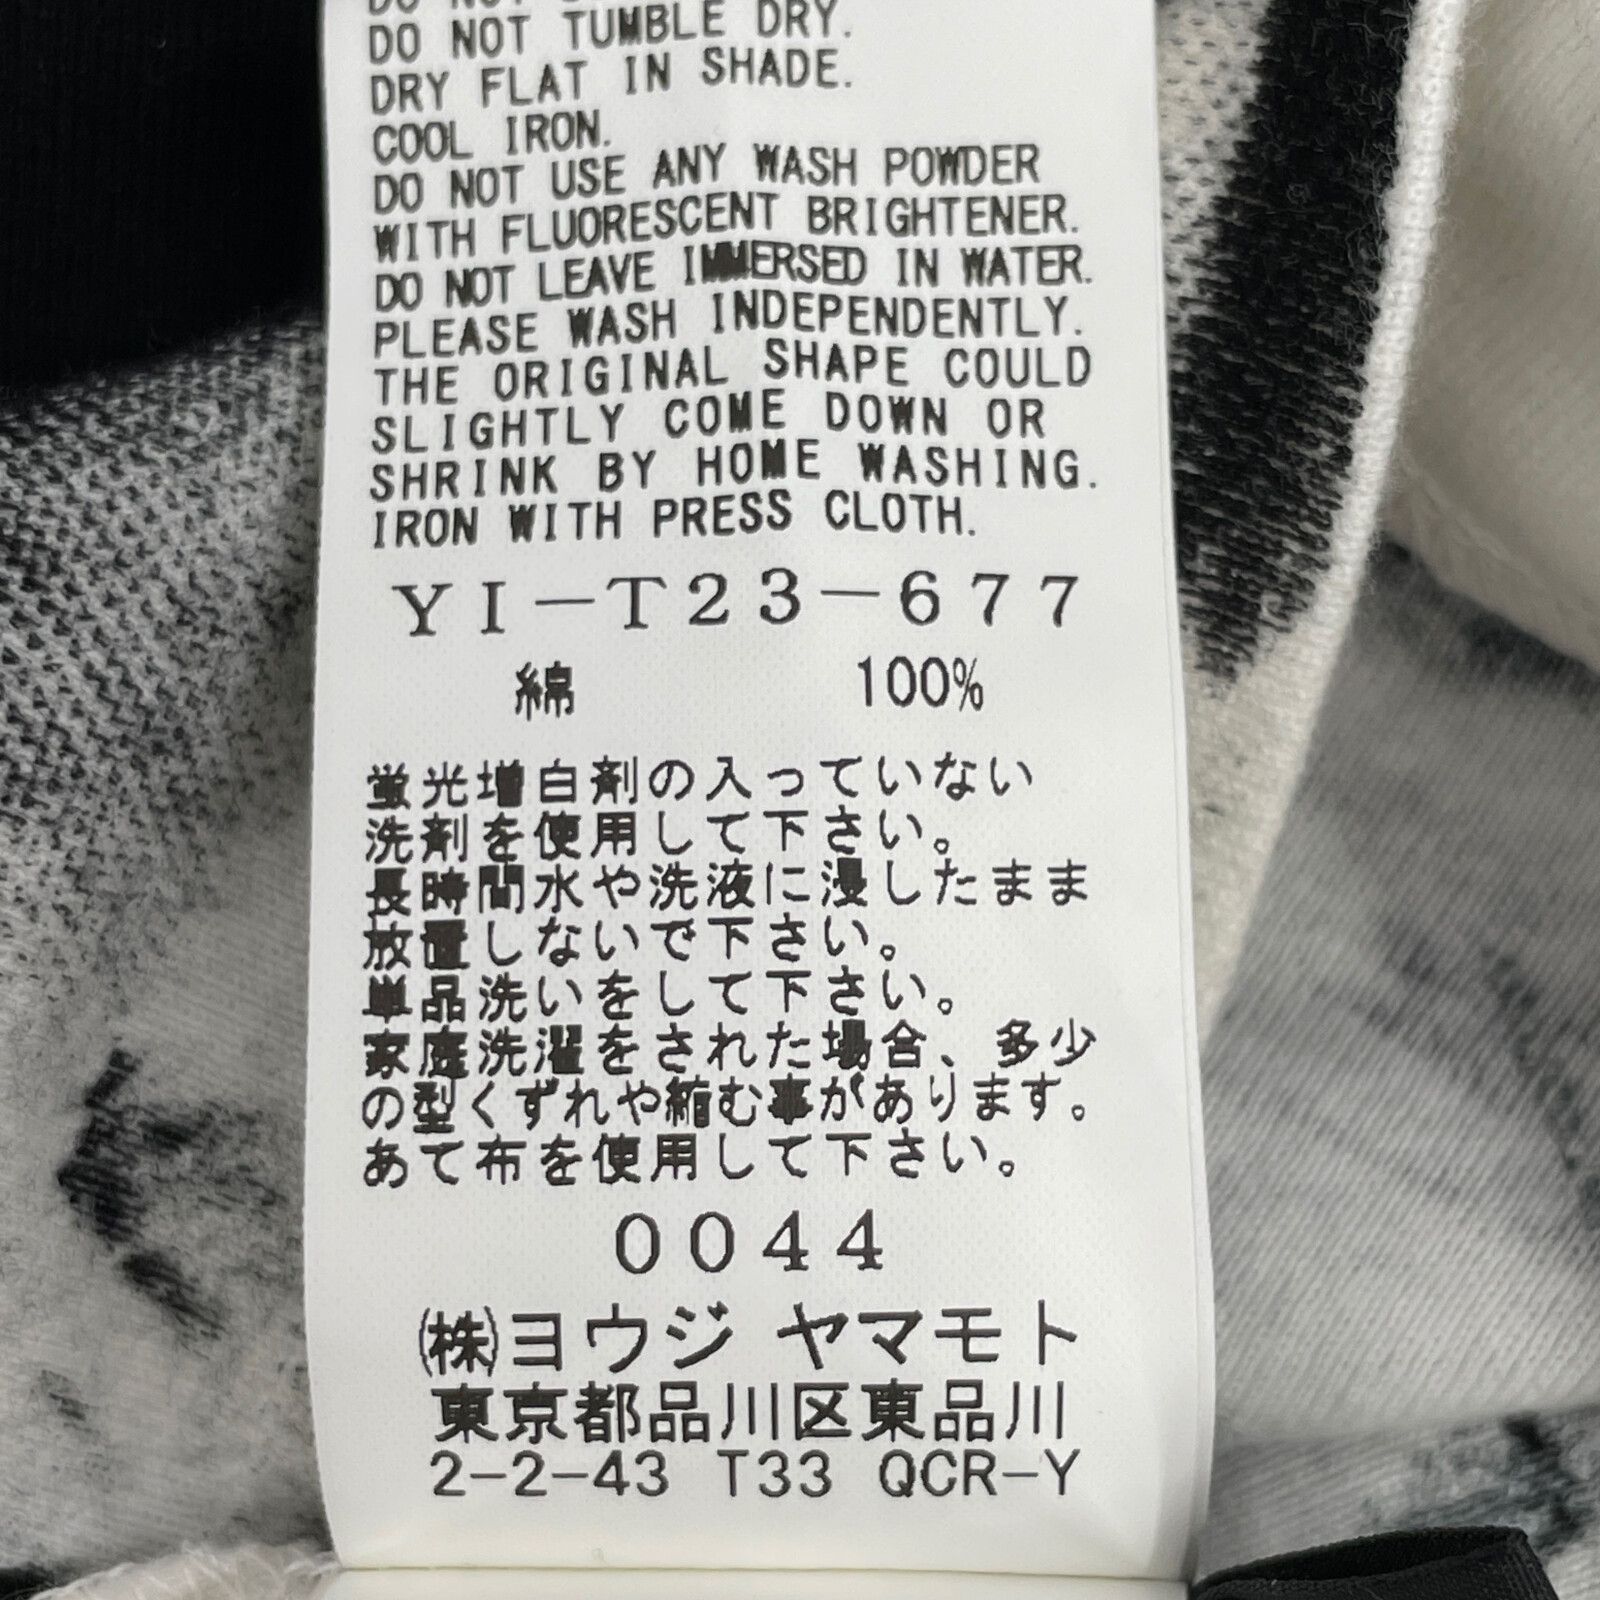 DO NOT
DO NOT TUMBLE DRY.
DRY FLAT IN SHADE.
COOL IRON.
DO NOT USE ANY WASH POWDER
WITH FLUORESCENT BRIGHTENER.
DO NOT LEAVE IMMERSED IN WATER.
PLEASE WASH INDEPENDENTLY.
THE ORIGINAL SHAPE COULD
SLIGHTLY COME DOWN OR
SHRINK BY HOME WASHING.
IRON WITH PRESS CLOTH.
YI-T23-677
綿 100%
蛍光増白剤の入っていない
洗剤を使用して下さい。
長時間水や洗液に浸したまま
放置しないで下さい。
単品洗いをして下さい。
家庭洗濯をされた場合、多少
の型くずれや縮む事があります。
あて布を使用して下さい。
0044
㈱ヨウジ ヤマモト
東京都品川区東品川
2-2-43 T33 QCR-Y